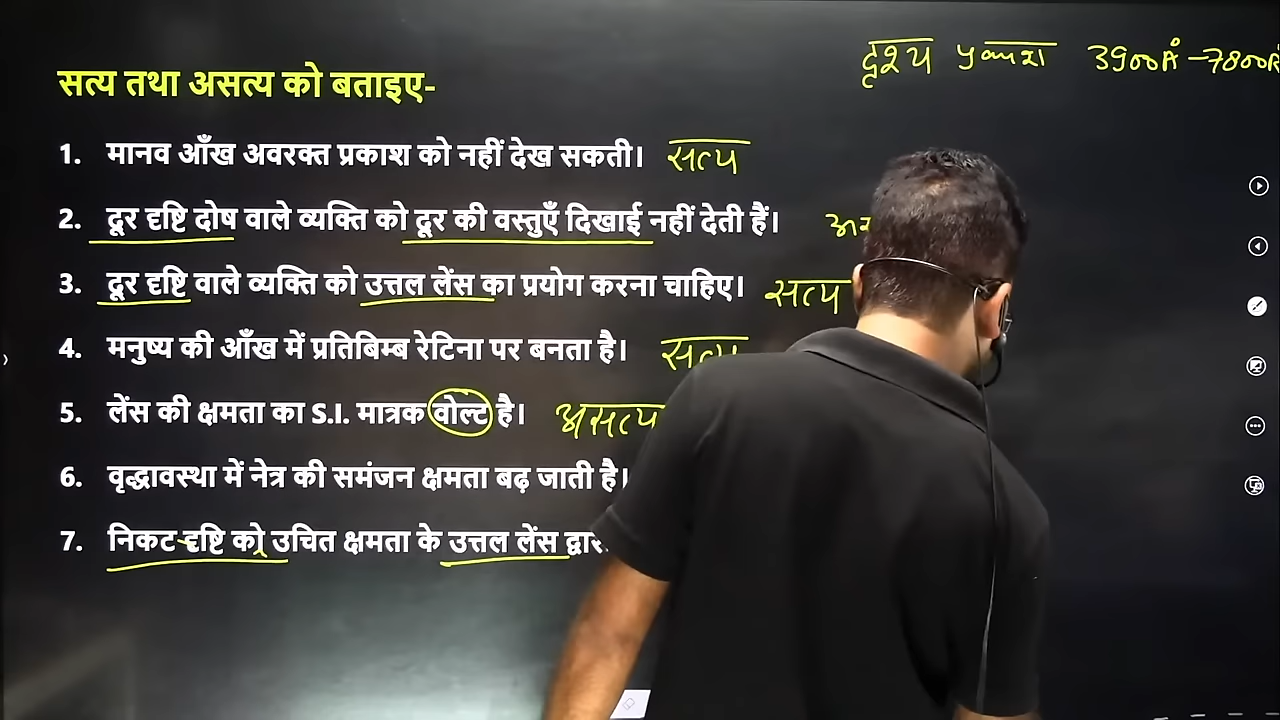 दृश्य प्रकाश 3900Å – 7800Å
सत्य तथा असत्य को बताइए-
1. मानव आँख अवरक्त प्रकाश को नहीं देख सकती। सत्य
2. दूर दृष्टि दोष वाले व्यक्ति को दूर की वस्तुएँ दिखाई नहीं देती हैं।
3. दूर दृष्टि वाले व्यक्ति को उत्तल लेंस का प्रयोग करना चाहिए। सत्य
4. मनुष्य की आँख में प्रतिबिम्ब रेटिना पर बनता है। सत्य
5. लेंस की क्षमता का S.I. मात्रक वोल्ट है। असत्य
6. वृद्धावस्था में नेत्र की समंजन क्षमता बढ़ जाती है।
7. निकट दृष्टि को उचित क्षमता के उत्तल लेंस